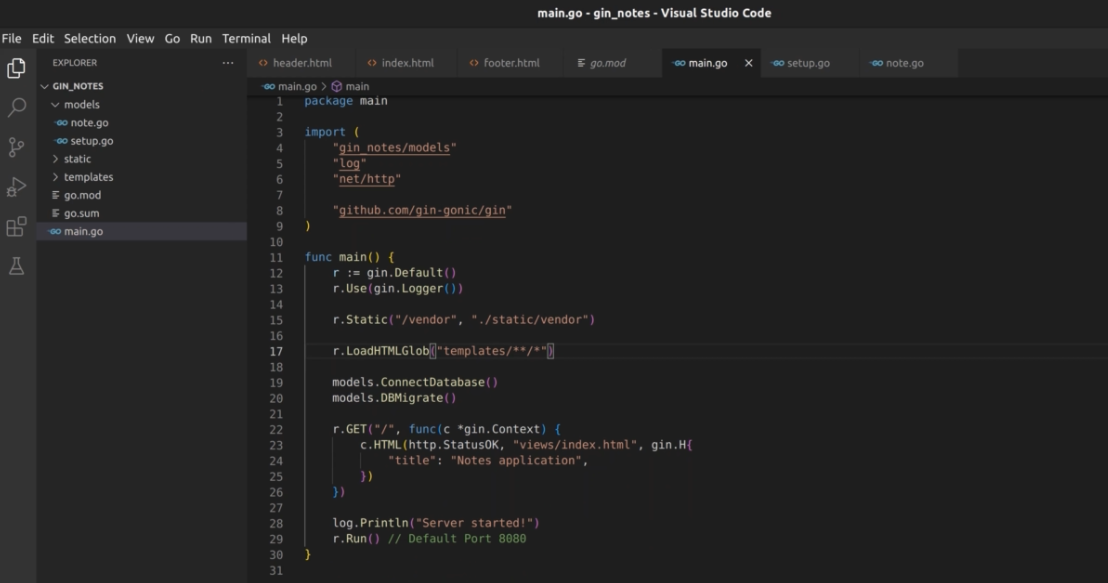 main.go - gin_notes - Visual Studio Code
File Edit Selection View Go Run Terminal Help
EXPLORER ···
GIN_NOTES
models
note.go
setup.go
static
templates
go.mod
go.sum
main.go
header.html index.html footer.html go.mod main.go setup.go note.go
main.go > main
1 package main
2
3 import (
4 "gin_notes/models"
5 "log"
6 "net/http"
7
8 "github.com/gin-gonic/gin"
9 )
10
11 func main() {
12 r := gin.Default()
13 r.Use(gin.Logger())
14
15 r.Static("/vendor", "./static/vendor")
16
17 r.LoadHTMLGlob("templates/**/*")
18
19 models.ConnectDatabase()
20 models.DBMigrate()
21
22 r.GET("/", func(c *gin.Context) {
23 c.HTML(http.StatusOK, "views/index.html", gin.H{
24 "title": "Notes application",
25 })
26 })
27
28 log.Println("Server started!")
29 r.Run() // Default Port 8080
30 }
31